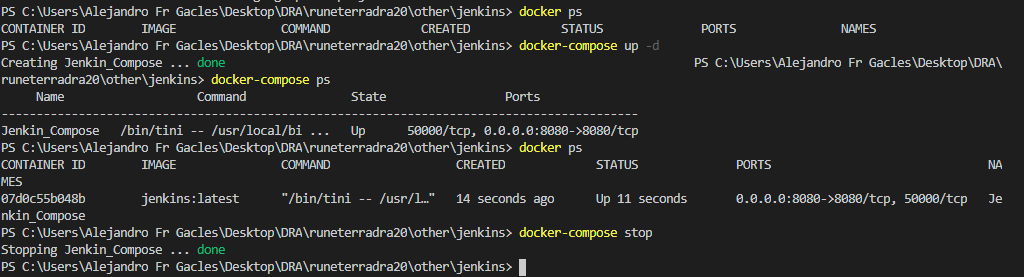 PS C:\Users\Alejandro Fr Gacles\Desktop\DRA\runeterradra20\other\jenkins> docker ps
CONTAINER ID IMAGE COMMAND CREATED STATUS PORTS NAMES
PS C:\Users\Alejandro Fr Gacles\Desktop\DRA\runeterradra20\other\jenkins> docker-compose up -d
Creating Jenkin_Compose ... done PS C:\Users\Alejandro Fr Gacles\Desktop\DRA\
runeterradra20\other\jenkins> docker-compose ps
Name Command State Ports
--------------------------------------------------------------------------------
Jenkin_Compose /bin/tini -- /usr/local/bi ... Up 50000/tcp, 0.0.0.0:8080->8080/tcp
PS C:\Users\Alejandro Fr Gacles\Desktop\DRA\runeterradra20\other\jenkins> docker ps
CONTAINER ID IMAGE COMMAND CREATED STATUS PORTS NA
MES
07d0c55b048b jenkins:latest "/bin/tini -- /usr/l…" 14 seconds ago Up 11 seconds 0.0.0.0:8080->8080/tcp, 50000/tcp Je
nkin_Compose
PS C:\Users\Alejandro Fr Gacles\Desktop\DRA\runeterradra20\other\jenkins> docker-compose stop
Stopping Jenkin_Compose ... done
PS C:\Users\Alejandro Fr Gacles\Desktop\DRA\runeterradra20\other\jenkins>